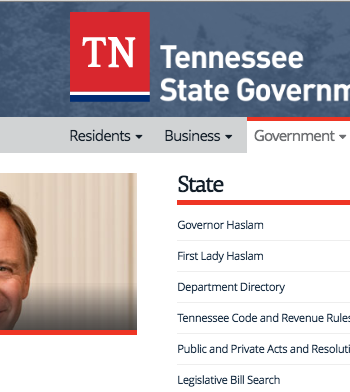 TN
Tennessee
State Governm
Residents Business Government
State
Governor Haslam
First Lady Haslam
Department Directory
Tennessee Code and Revenue Rules
Public and Private Acts and Resoluti
Legislative Bill Search